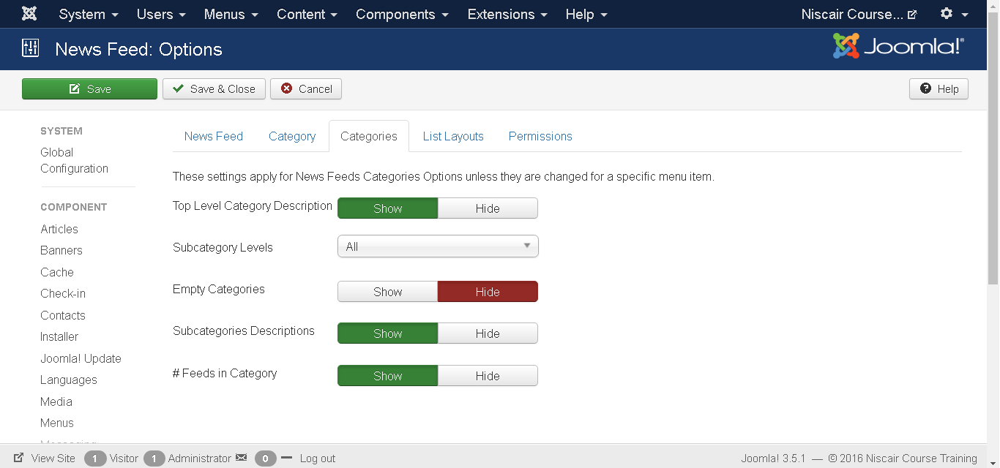 System Users Menus Content Components Extensions Help Niscair Course...
News Feed: Options Joomla!®
Save Save & Close Cancel Help
SYSTEM
Global
Configuration
COMPONENT
Articles
Banners
Cache
Check-in
Contacts
Installer
Joomla! Update
Languages
Media
Menus
Messaging
News Feed Category Categories List Layouts Permissions
These settings apply for News Feeds Categories Options unless they are changed for a specific menu item.
Top Level Category Description Show Hide
Subcategory Levels All
Empty Categories Show Hide
Subcategories Descriptions Show Hide
# Feeds in Category Show Hide
View Site 1 Visitor 1 Administrator 0 Log out Joomla! 3.5.1 — © 2016 Niscair Course Training